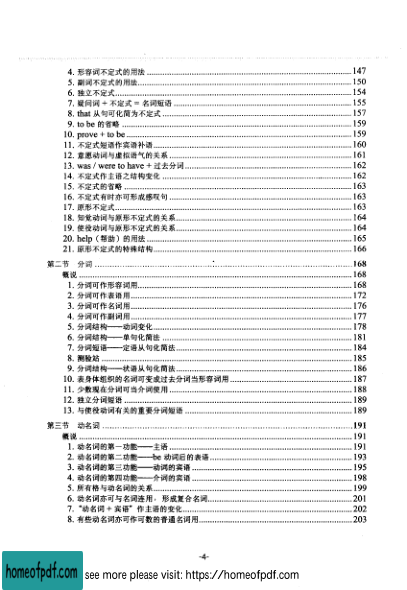 4. 形容词不定式的用法 147
5. 副词不定式的用法 150
6. 独立不定式 154
7. 疑问词 + 不定式 = 名词短语 155
8. that 从句可化简为不定式 157
9. to be 的省略 159
10. prove + to be 159
11. 不定式短语作宾语补语 160
12. 意愿动词与虚拟语气的关系 161
13. was / were to have + 过去分词 162
14. 不定式作主语之结构变化 162
15. 不定式的省略 163
16. 不定式有时亦可形成感叹句 163
17. 原形不定式 163
18. 知觉动词与原形不定式的关系 164
19. 使役动词与原形不定式的关系 164
20. help（帮助）的用法 165
21. 原形不定式的特殊结构 166
第二节 分词 168
概说 168
1. 分词可作形容词用 168
2. 分词可作表语用 172
3. 分词可作名词用 176
4. 分词可作副词用 177
5. 分词结构——动词变化 178
6. 分词结构——单句化简法 181
7. 分词短语——定语从句化简法 184
8. 测验站 185
9. 分词结构——状语从句化简法 186
10. 表身体组织的名词可变成过去分词当形容词用 187
11. 少数现在分词可当介词使用 188
12. 独立分词短语 189
13. 与使役动词有关的重要分词短语 189
第三节 动名词 191
概说 191
1. 动名词的第一功能——主语 191
2. 动名词的第二功能——be 动词后的表语 193
3. 动名词的第三功能——动词的宾语 195
4. 动名词的第四功能——介词的宾语 198
5. 所有格与动名词的关系 199
6. 动名词亦可与名词连用，形成复合名词 201
7. “动名词 + 宾语” 作主语的变化 202
8. 有些动名词亦可作可数的普通名词用 203
-4-
homeofpdf.com see more please visit: https://homeofpdf.com